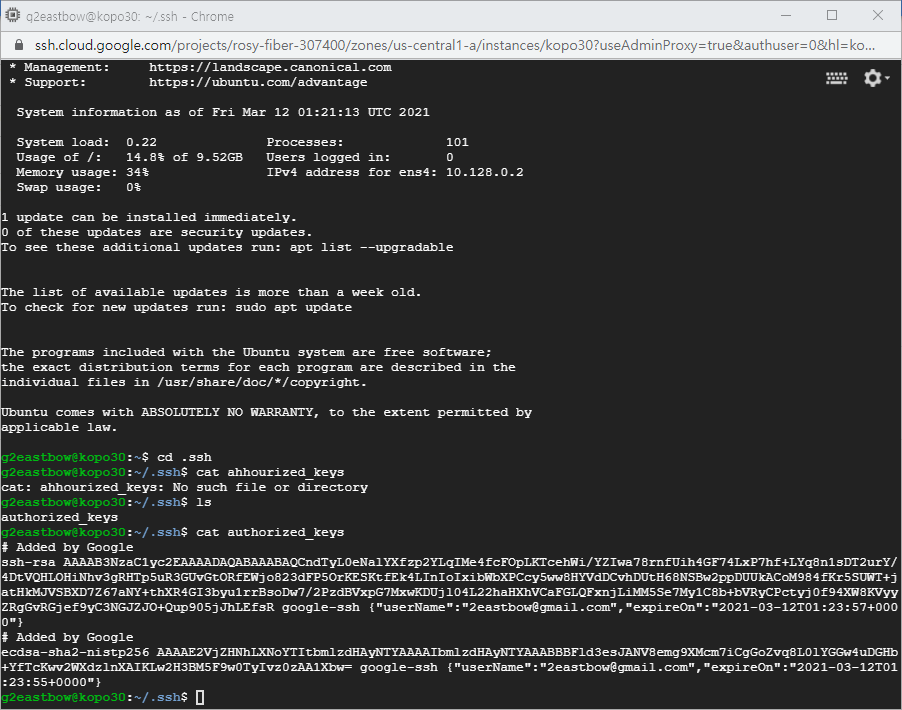 g2eastbow@kopo30: ~/.ssh - Chrome
ssh.cloud.google.com/projects/rosy-fiber-307400/zones/us-central1-a/instances/kopo30?useAdminProxy=true&authuser=0&hl=ko...
* Management:     https://landscape.canonical.com
* Support:        https://ubuntu.com/advantage
System information as of Fri Mar 12 01:21:13 UTC 2021
System load:  0.22              Processes:             101
Usage of /:   14.8% of 9.52GB   Users logged in:       0
Memory usage: 34%               IPv4 address for ens4: 10.128.0.2
Swap usage:   0%
1 update can be installed immediately.
0 of these updates are security updates.
To see these additional updates run: apt list --upgradable
The list of available updates is more than a week old.
To check for new updates run: sudo apt update
The programs included with the Ubuntu system are free software;
the exact distribution terms for each program are described in the
individual files in /usr/share/doc/*/copyright.
Ubuntu comes with ABSOLUTELY NO WARRANTY, to the extent permitted by
applicable law.
g2eastbow@kopo30:~$ cd .ssh
g2eastbow@kopo30:~/.ssh$ cat ahhourized_keys
cat: ahhourized_keys: No such file or directory
g2eastbow@kopo30:~/.ssh$ ls
authorized_keys
g2eastbow@kopo30:~/.ssh$ cat authorized_keys
# Added by Google
ssh-rsa AAAAB3NzaC1yc2EAAAADAQABAAABAQCndTyL0eNalYXfzp2YLqIMe4fcFOpLKTcehWi/YZIwa78rnfUih4GF74LxP7hf+LYq8n1sDT2urY/
4DtVQHLOHiNhv3gRHTp5uR3GUvGtORfEWjo823dFP5OrKESKtfEk4LInIoIxibWbXPCcy5ww8HYVdDCvhDUtH68NSBw2ppDUUkACoM984fKr5SUWT+j
atHkMJVSBXD7Z67aNY+thXR4GI3byu1rrBsoDw7/2PzdBVxpG7MxwKDUjl04L22haHXhVCaFGLQFxnjLiMM5Se7My1C8b+bVRyCPctyj0f94XW8KVyy
ZRgGvRGjef9yC3NGJZJO+Qup905jJhLEfsR google-ssh {"userName":"2eastbow@gmail.com","expireOn":"2021-03-12T01:23:57+000
0"}
# Added by Google
ecdsa-sha2-nistp256 AAAAE2VjZHNhLXNoYTItbmlzdHAyNTYAAAAIbmlzdHAyNTYAAABBBFld3esJANV8emg9XMcm7iCgGoZvq8L0lYGGw4uDGHb
+YfTcKwv2WXdzlnXAIKLw2H3BM5F9w0TyIvz0zAA1Xbw= google-ssh {"userName":"2eastbow@gmail.com","expireOn":"2021-03-12T01
:23:55+0000"}
g2eastbow@kopo30:~/.ssh$